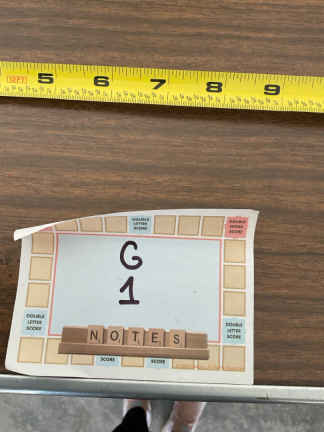 (5EPT) 5 6 7 8 9
DOUBLE LETTER SCORE
DOUBLE WORD SCORE
G
1
DOUBLE LETTER SCORE
DOUBLE LETTER SCORE
NOTES
SCORE
SCORE